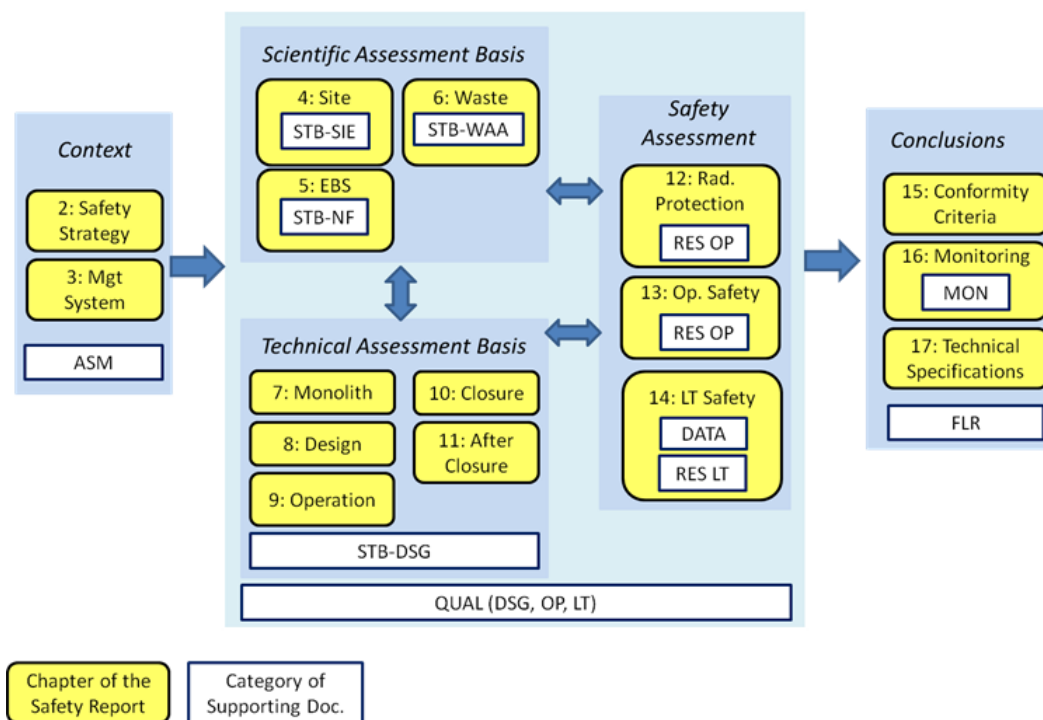 Context
2: Safety
Strategy
3: Mgt
System
ASM
Scientific Assessment Basis
4: Site
STB-SIE
6: Waste
STB-WAA
5: EBS
STB-NF
Technical Assessment Basis
7: Monolith
8: Design
9: Operation
10: Closure
11: After
Closure
STB-DSG
Safety
Assessment
12: Rad.
Protection
RES OP
13: Op. Safety
RES OP
14: LT Safety
DATA
RES LT
QUAL (DSG, OP, LT)
Conclusions
15: Conformity
Criteria
16: Monitoring
MON
17: Technical
Specifications
FLR
Chapter of the
Safety Report
Category of
Supporting Doc.